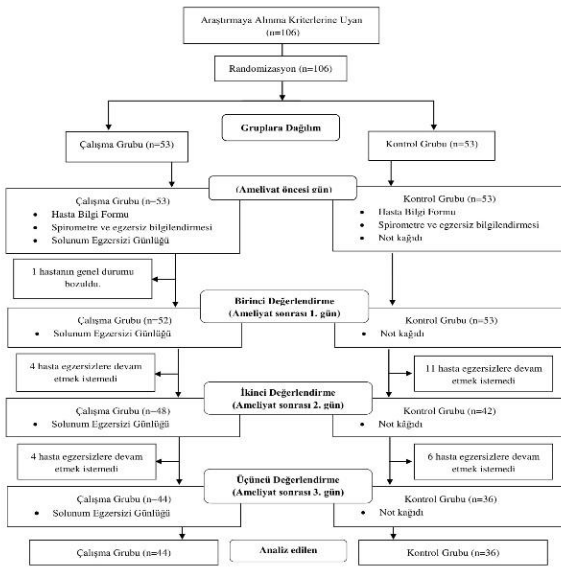 Araştırmaya Alınma Kriterlerine Uyan
(n=106)
Randomizasyon (n=106)
Gruplara Dağılım
Çalışma Grubu (n=53)
Kontrol Grubu (n=53)
(Ameliyat öncesi gün)
Çalışma Grubu (n=53)
• Hasta Bilgi Formu
• Spirometre ve egzersiz bilgilendirmesi
• Solunum Egzersizi Günlüğü
Kontrol Grubu (n=53)
• Hasta Bilgi Formu
• Spirometre ve egzersiz bilgilendirmesi
• Not kağıdı
1 hastanın genel durumu
bozuldu.
Birinci Değerlendirme
(Ameliyat sonrası 1. gün)
Çalışma Grubu (n=52)
• Solunum Egzersizi Günlüğü
Kontrol Grubu (n=53)
• Not kağıdı
4 hasta egzersizlere devam
etmek istemedi
11 hasta egzersizlere devam
etmek istemedi
İkinci Değerlendirme
(Ameliyat sonrası 2. gün)
Çalışma Grubu (n=48)
• Solunum Egzersizi Günlüğü
Kontrol Grubu (n=42)
• Not kâğıdı
4 hasta egzersizlere devam
etmek istemedi
6 hasta egzersizlere devam
etmek istemedi
Üçüncü Değerlendirme
(Ameliyat sonrası 3. gün)
Çalışma Grubu (n=44)
• Solunum Egzersizi Günlüğü
Kontrol Grubu (n=36)
• Not kağıdı
Çalışma Grubu (n=44)
Analiz edilen
Kontrol Grubu (n=36)